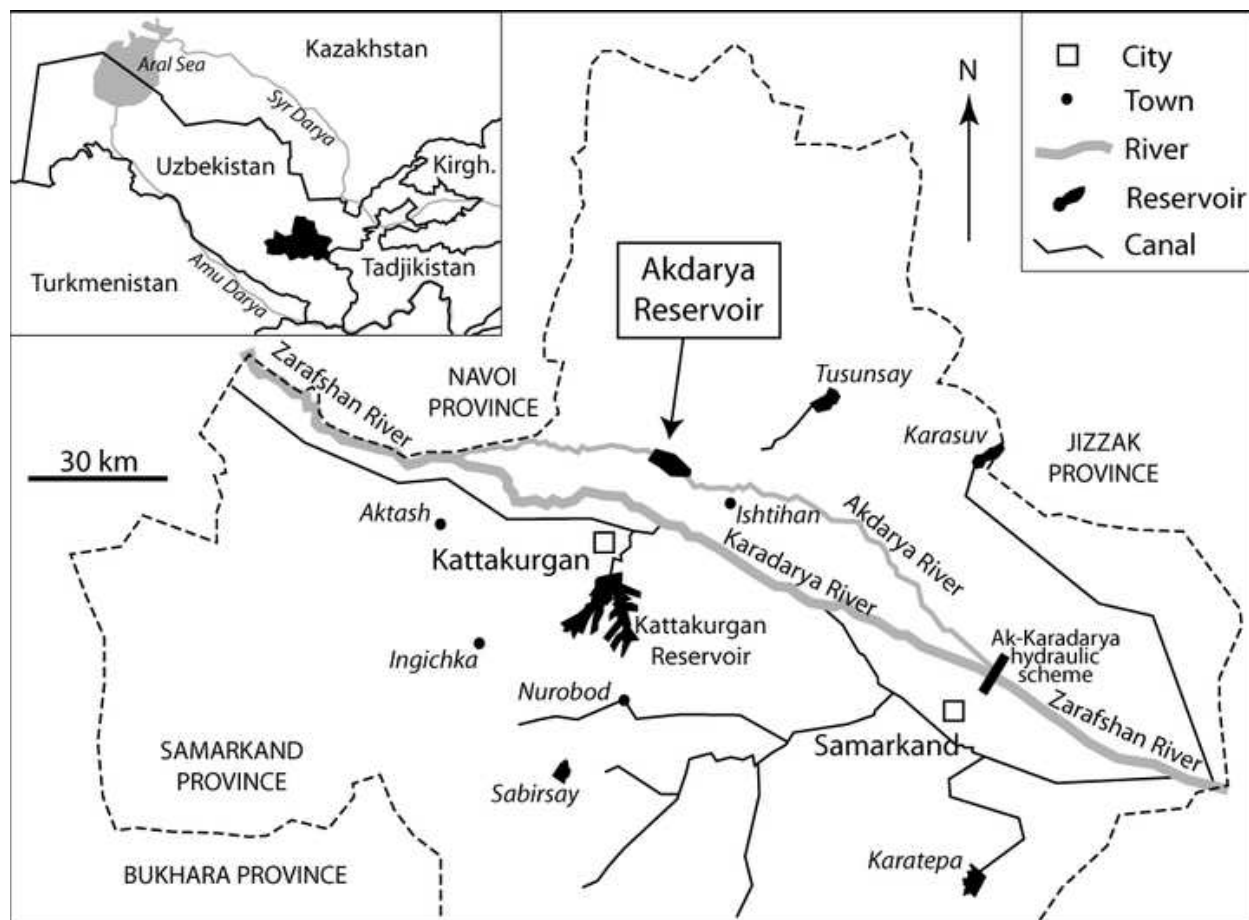 Kazakhstan
Aral Sea
Syr Darya
Uzbekistan
Kirgh.
Turkmenistan
Amu Darya
Tadjikistan
N
City
Town
River
Reservoir
Canal
Akdarya
Reservoir
Zarafshan River
NAVOI
PROVINCE
Tusunsay
Karasuv
JIZZAK
PROVINCE
30 km
Aktash
Ishtihan
Akdarya River
Kattakurgan
Karadarya River
Kattakurgan
Reservoir
Ak-Karadarya
hydraulic
scheme
Ingichka
Nurobod
Zarafshan River
Samarkand
SAMARKAND
PROVINCE
Sabirsay
Karatepa
BUKHARA PROVINCE